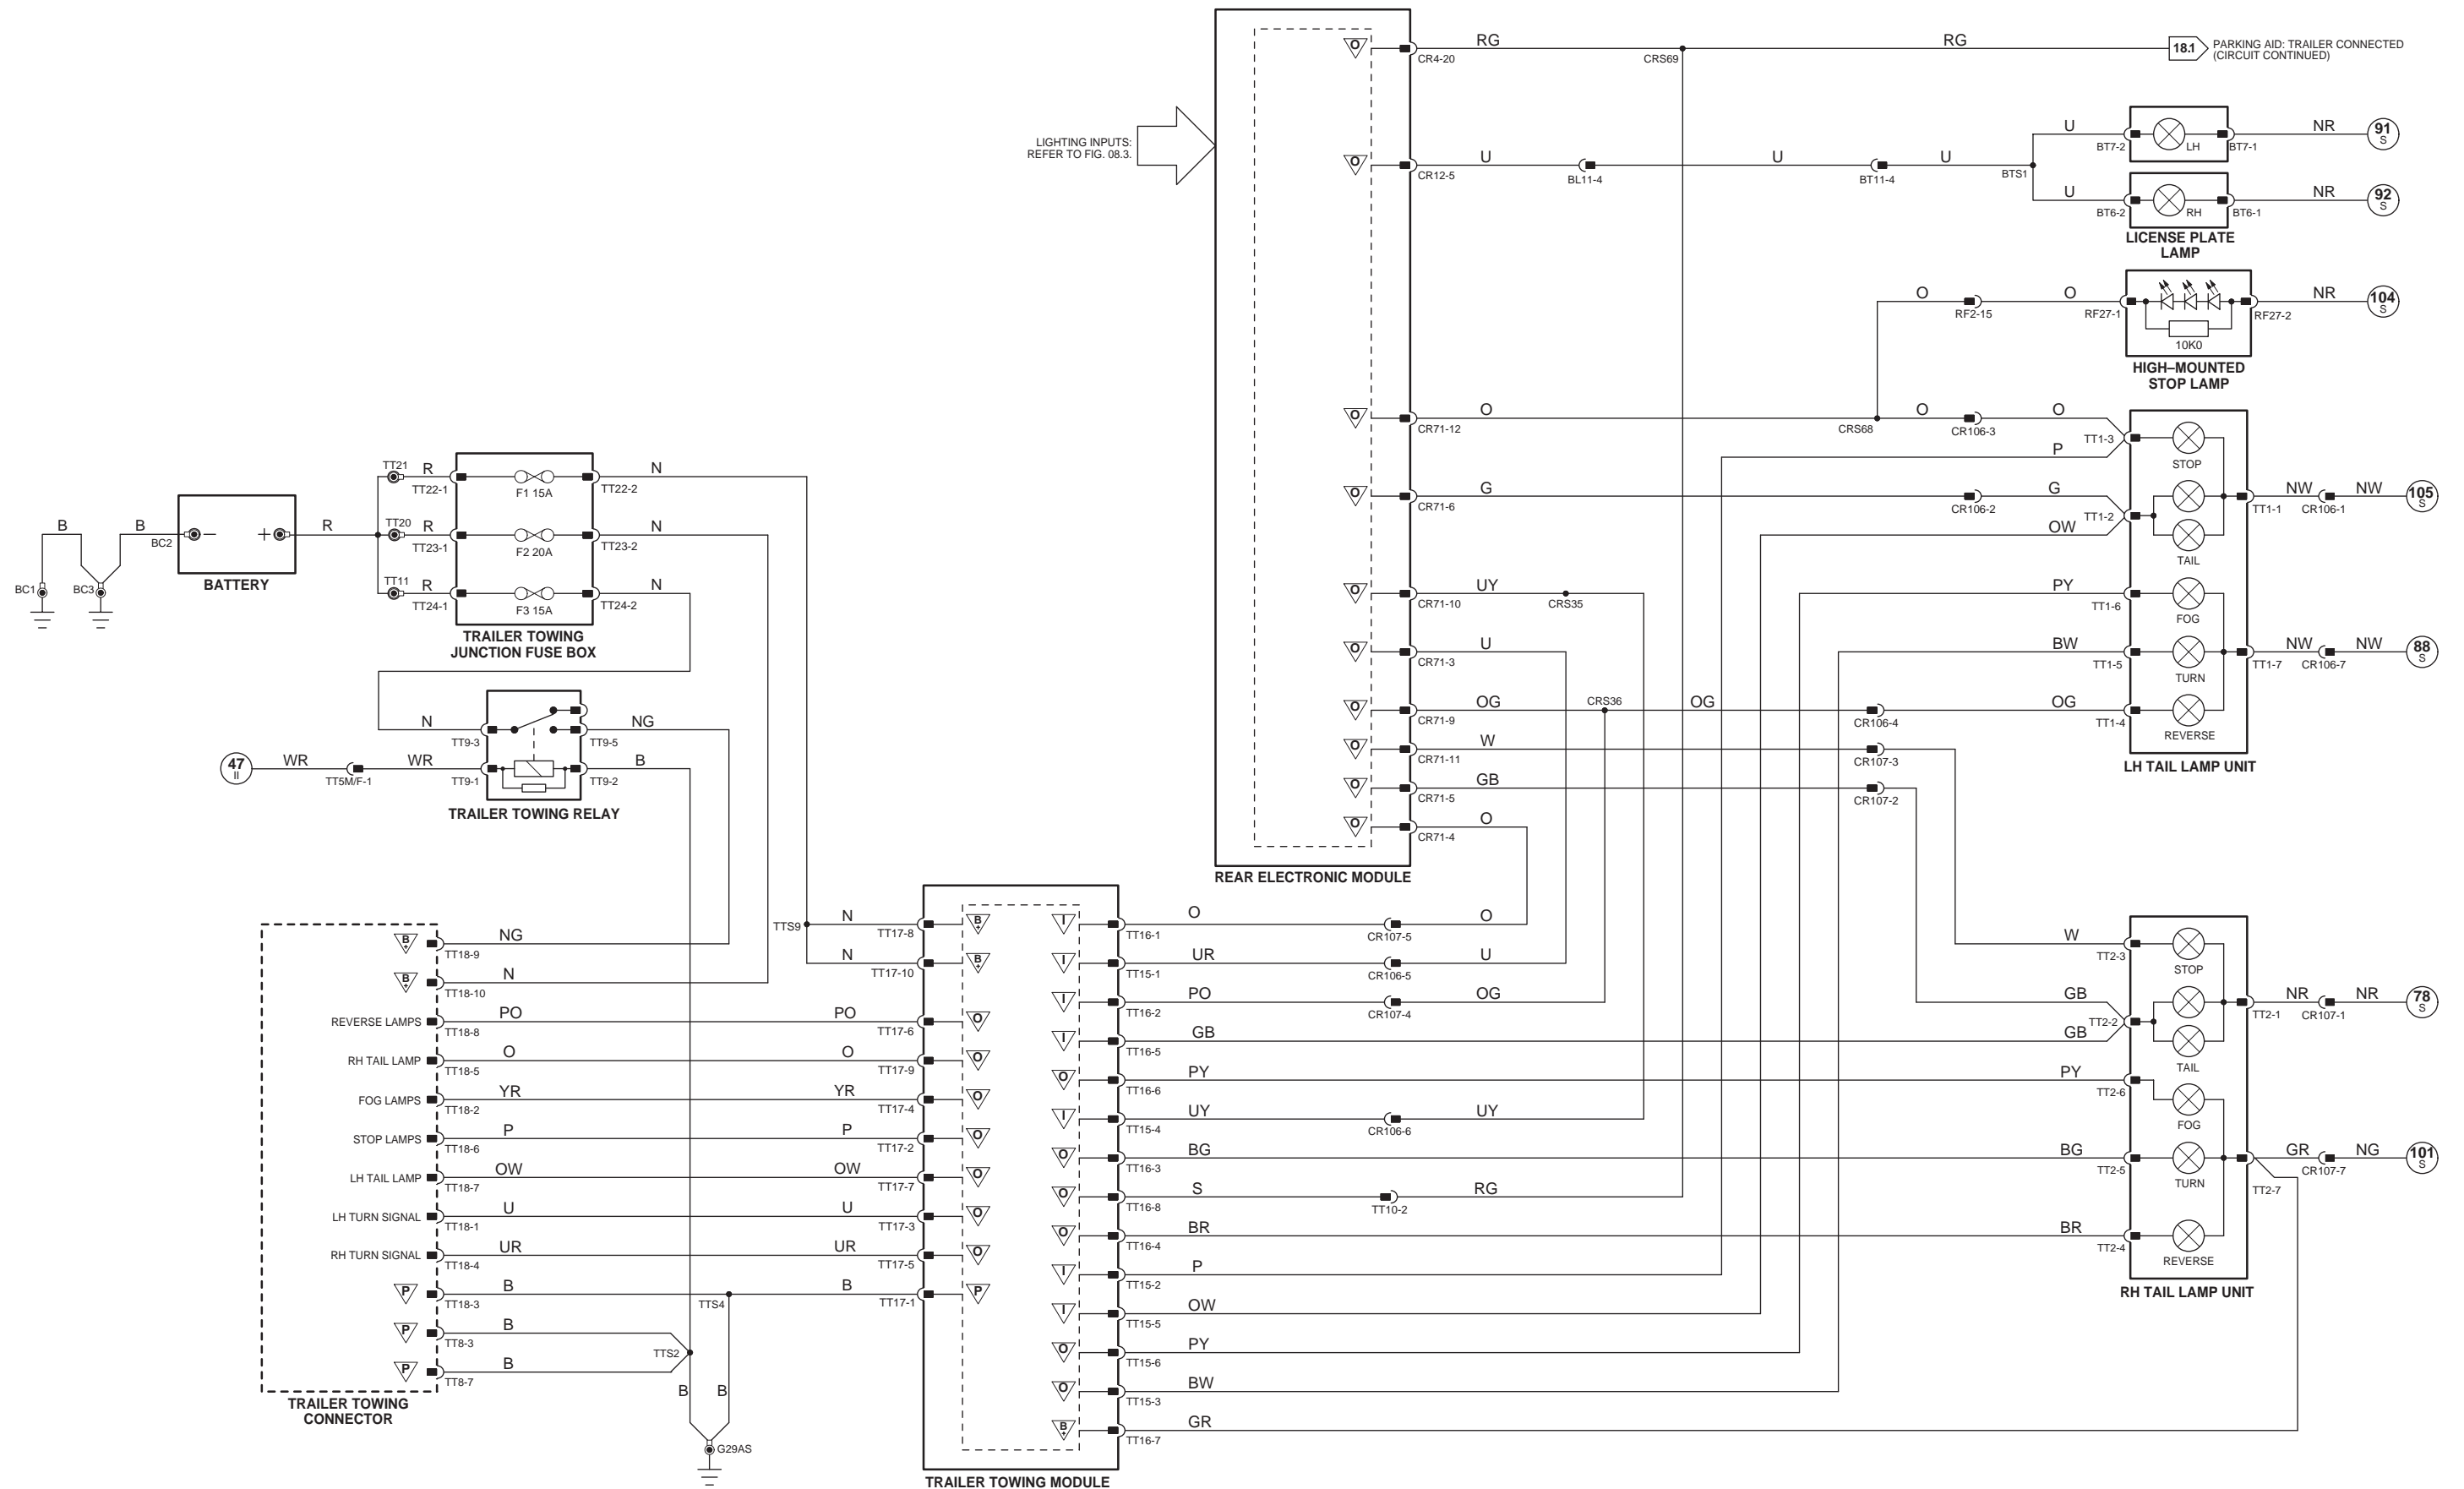 RG
RG
CR4-20
CRS69
18.1
PARKING AID: TRAILER CONNECTED
(CIRCUIT CONTINUED)
O
LIGHTING INPUTS:
REFER TO FIG. 08.3.
O
U
CR12-5
BL11-4
U
BT11-4
U
BTS1
U
BT7-2
LH
BT7-1
NR
91
S
U
BT6-2
RH
BT6-1
NR
92
S
LICENSE PLATE
LAMP
O
RF2-15
O
RF27-1
10K0
RF27-2
NR
104
S
HIGH–MOUNTED
STOP LAMP
O
O
CR71-12
CRS68
O
CR106-3
O
TT1-3
P
STOP
O
G
CR71-6
CR106-2
G
TT1-2
OW
TAIL
TT1-1
NW
CR106-1
NW
105
S
O
UY
CR71-10
CRS35
PY
TT1-6
FOG
O
U
CR71-3
BW
TT1-5
TURN
TT1-7
NW
CR106-7
NW
88
S
O
OG
CR71-9
CRS36
OG
CR106-4
OG
TT1-4
REVERSE
LH TAIL LAMP UNIT
O
W
CR71-11
CR107-3
O
GB
CR71-5
CR107-2
O
O
CR71-4
REAR ELECTRONIC MODULE
B
B
BC1
BC3
BC2
BATTERY
R
TT21
R
TT22-1
F1 15A
TT22-2
N
TT20
R
TT23-1
F2 20A
TT23-2
N
TT11
R
TT24-1
F3 15A
TT24-2
N
TRAILER TOWING
JUNCTION FUSE BOX
N
TT9-3
TT9-5
NG
47
II
WR
TT5M/F-1
WR
TT9-1
TT9-2
B
TRAILER TOWING RELAY
B+
TT18-9
NG
B+
TT18-10
N
REVERSE LAMPS
TT18-8
PO
PO
TT17-6
O
RH TAIL LAMP
TT18-5
O
O
TT17-9
O
FOG LAMPS
TT18-2
YR
YR
TT17-4
O
STOP LAMPS
TT18-6
P
P
TT17-2
O
LH TAIL LAMP
TT18-7
OW
OW
TT17-7
O
LH TURN SIGNAL
TT18-1
U
U
TT17-3
O
RH TURN SIGNAL
TT18-4
UR
UR
TT17-5
O
P
TT18-3
B
TTS4
B
TT17-1
P
P
TT8-3
B
TTS2
P
TT8-7
B
B
B
G29AS
TRAILER TOWING
CONNECTOR
TTS9
N
TT17-8
B+
N
TT17-10
B+
I
TT16-1
O
CR107-5
O
I
TT15-1
UR
CR106-5
U
I
TT16-2
PO
CR107-4
OG
I
TT16-5
GB
O
TT16-6
PY
I
TT15-4
UY
CR106-6
UY
O
TT16-3
BG
O
TT16-8
S
TT10-2
RG
O
TT16-4
BR
I
TT15-2
P
I
TT15-5
OW
O
TT15-6
PY
O
TT15-3
BW
B+
TT16-7
GR
TRAILER TOWING MODULE
W
TT2-3
STOP
GB
TT2-2
GB
TAIL
TT2-1
NR
CR107-1
NR
78
S
PY
TT2-6
FOG
BG
TT2-5
TURN
TT2-7
GR
CR107-7
NG
101
S
BR
TT2-4
REVERSE
RH TAIL LAMP UNIT